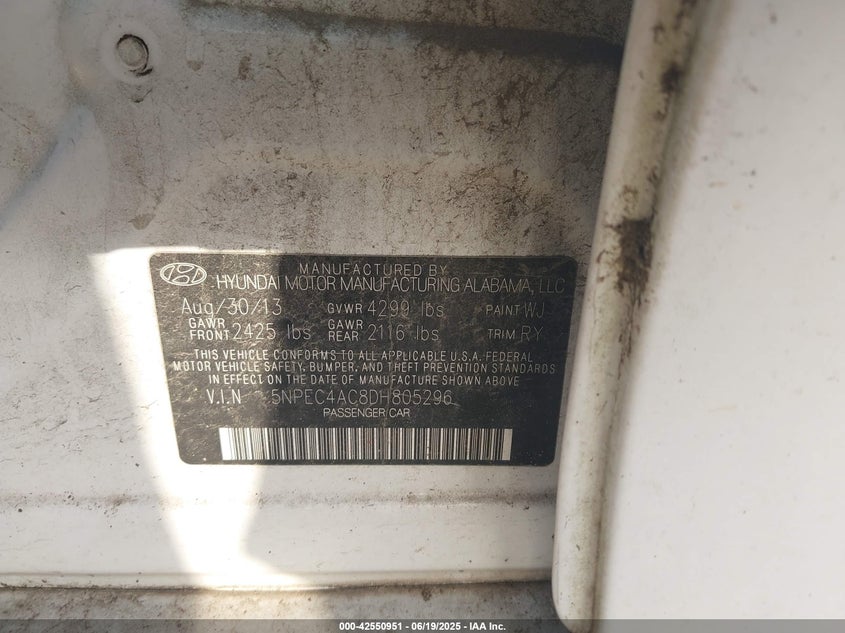 MANUFACTURED BY
HYUNDAI MOTOR MANUFACTURING ALABAMA, LLC
Aug/30/13 GVWR 4299 lbs PAINT WJ
GAWR FRONT 2425 lbs GAWR REAR 2116 lbs TRIM RY
THIS VEHICLE CONFORMS TO ALL APPLICABLE U.S.A. FEDERAL
MOTOR VEHICLE SAFETY, BUMPER, AND THEFT PREVENTION STANDARDS
IN EFFECT ON THE DATE OF MANUFACTURE SHOWN ABOVE
V.I.N 5NPEC4AC8DH805296
PASSENGER CAR
000-42550951 - 06/19/2025 - IAA Inc.